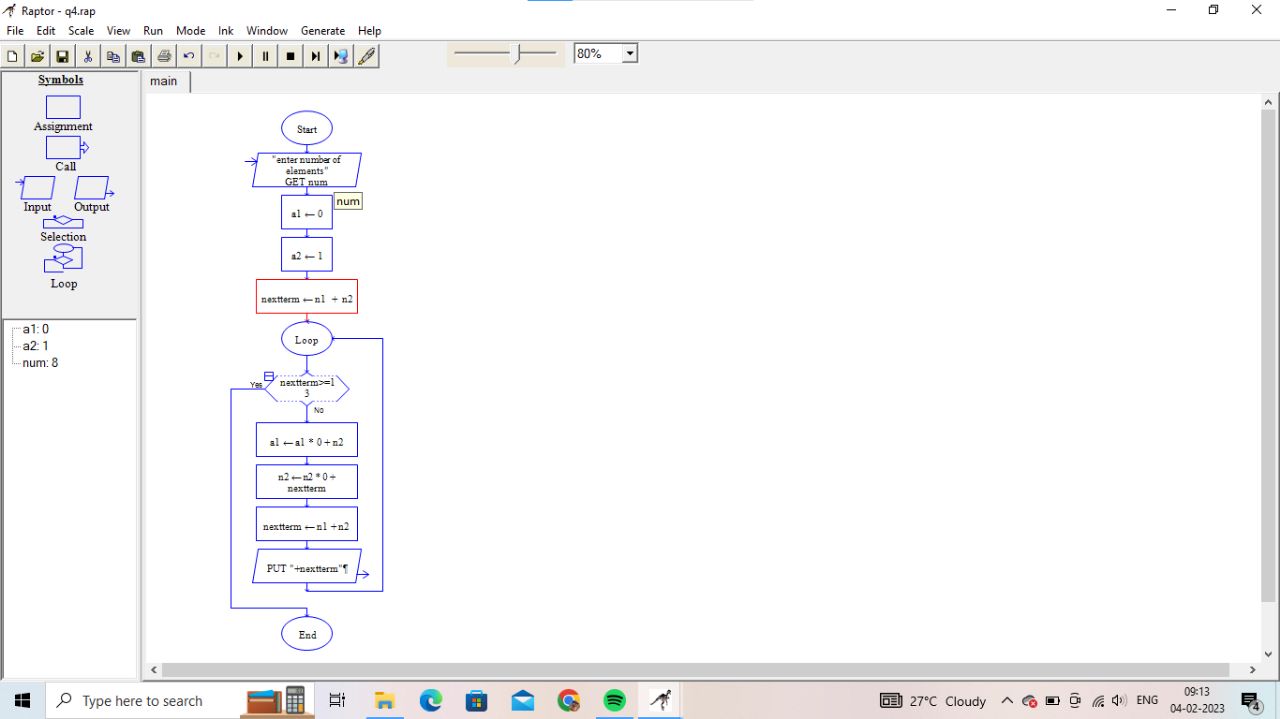 Raptor - q4.rap
File Edit Scale View Run Mode Ink Window Generate Help
80%
Symbols
main
Assignment
Call
Input Output
Selection
Loop
a1: 0
a2: 1
num: 8
Start
"enter number of
elements"
GET num
num
a1 ← 0
a2 ← 1
nextterm ← n1 + n2
Loop
Yes
nextterm>=1
3
No
a1 ← a1 * 0 + n2
n2 ← n2 * 0 +
nextterm
nextterm ← n1 + n2
PUT "+nextterm"¶
End
Type here to search
27°C Cloudy
ENG
09:13
04-02-2023
4